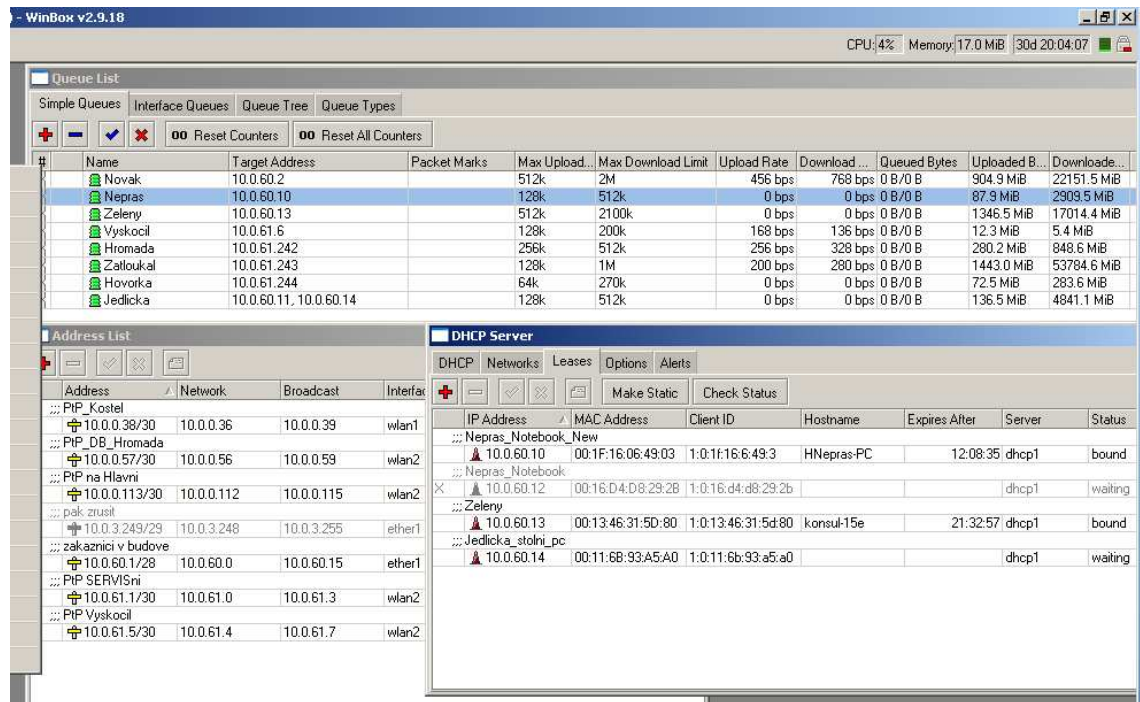 ) - WinBox v2.9.18
CPU: 4% Memory: 17.0 MiB 30d 20:04:07
Queue List
Simple Queues Interface Queues Queue Tree Queue Types
00 Reset Counters 00 Reset All Counters
# Name Target Address Packet Marks Max Upload... Max Download Limit Upload Rate Download ... Queued Bytes Uploaded B... Downloade...
Novak 10.0.60.2 512k 2M 456 bps 768 bps 0 B/0 B 904.9 MiB 22151.5 MiB
Nepras 10.0.60.10 128k 512k 0 bps 0 bps 0 B/0 B 87.9 MiB 2909.5 MiB
Zeleny 10.0.60.13 512k 2100k 0 bps 0 bps 0 B/0 B 1346.5 MiB 17014.4 MiB
Vyskocil 10.0.61.6 128k 200k 168 bps 136 bps 0 B/0 B 12.3 MiB 5.4 MiB
Hromada 10.0.61.242 256k 512k 256 bps 328 bps 0 B/0 B 280.2 MiB 848.6 MiB
Zatloukal 10.0.61.243 128k 1M 200 bps 280 bps 0 B/0 B 1443.0 MiB 53784.6 MiB
Hovorka 10.0.61.244 64k 270k 0 bps 0 bps 0 B/0 B 72.5 MiB 283.6 MiB
Jedlicka 10.0.60.11, 10.0.60.14 128k 512k 0 bps 0 bps 0 B/0 B 136.5 MiB 4841.1 MiB
Address List
Address Network Broadcast Interfac
;;; PtP_Kostel
10.0.0.38/30 10.0.0.36 10.0.0.39 wlan1
;;; PtP_DB_Hromada
10.0.0.57/30 10.0.0.56 10.0.0.59 wlan2
;;; PtP na Hlavni
10.0.0.113/30 10.0.0.112 10.0.0.115 wlan2
;;; pak zrusit
10.0.3.249/29 10.0.3.248 10.0.3.255 ether1
;;; zakaznici v budove
10.0.60.1/28 10.0.60.0 10.0.60.15 ether1
;;; PtP SERVISni
10.0.61.1/30 10.0.61.0 10.0.61.3 wlan2
;;; PtP Vyskocil
10.0.61.5/30 10.0.61.4 10.0.61.7 wlan2
DHCP Server
DHCP Networks Leases Options Alerts
Make Static Check Status
IP Address MAC Address Client ID Hostname Expires After Server Status
;;; Nepras_Notebook_New
10.0.60.10 00:1F:16:06:49:03 1:0:1f:16:6:49:3 HNepras-PC 12:08:35 dhcp1 bound
;;; Nepras_Notebook
X 10.0.60.12 00:16:D4:D8:29:2B 1:0:16:d4:d8:29:2b dhcp1 waiting
;;; Zeleny
10.0.60.13 00:13:46:31:5D:80 1:0:13:46:31:5d:80 konsul-15e 21:32:57 dhcp1 bound
;;; Jedlicka_stolni_pc
10.0.60.14 00:11:6B:93:A5:A0 1:0:11:6b:93:a5:a0 dhcp1 waiting